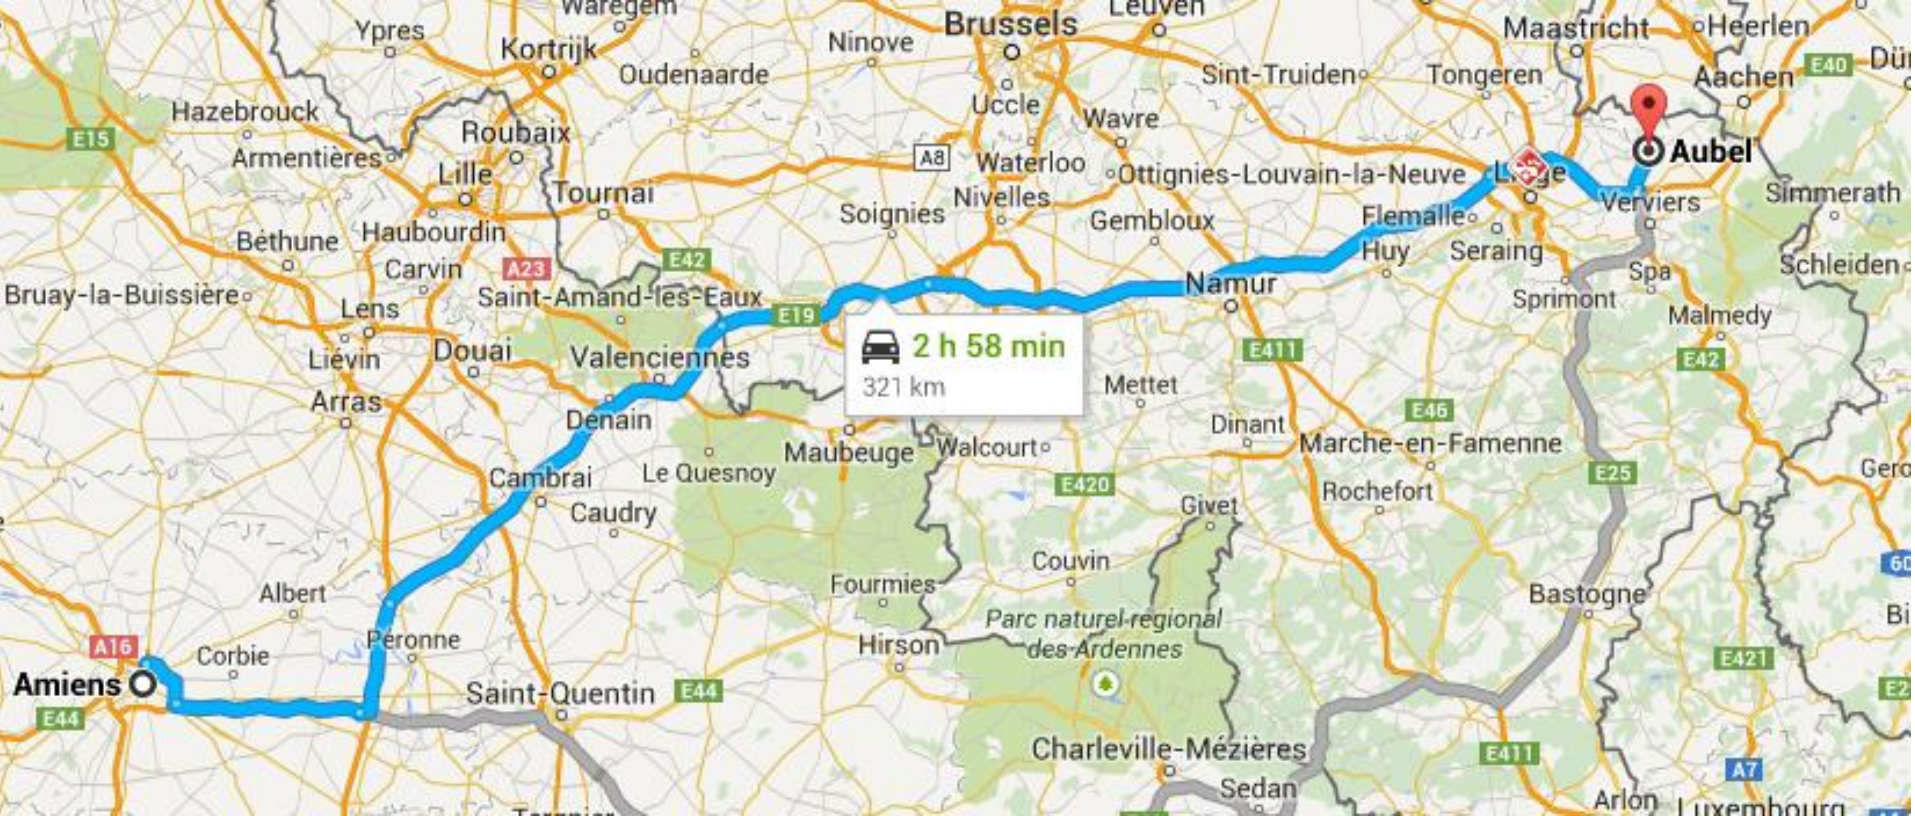 Waregem
Brussels
Leuven
Maastricht
Heerlen
Ypres
Kortrijk
Ninove
Oudenaarde
Sint-Truiden
Tongeren
Aachen
E40
Hazebrouck
Uccle
Wavre
E15
Roubaix
Armentières
A8
Waterloo
Aubel
Lille
Ottignies-Louvain-la-Neuve
Tournai
Nivelles
Verviers
Simmerath
Soignies
Gembloux
Flemalle
Béthune
Haubourdin
Huy
Seraing
Carvin
A23
E42
Spa
Schleiden
Bruay-la-Buissière
Saint-Amand-les-Eaux
Namur
Sprimont
Lens
E19
Malmedy
2 h 58 min
321 km
Liévin
Douai
Valenciennes
E411
E42
Mettet
Arras
Denain
E46
Dinant
Maubeuge
Walcourt
Marche-en-Famenne
Cambrai
Le Quesnoy
E420
E25
Rochefort
Caudry
Givet
Couvin
Albert
Fourmies
Bastogne
Parc naturel régional
des Ardennes
A16
Corbie
Péronne
Hirson
E421
Amiens
Saint-Quentin
E44
E44
Charleville-Mézières
E411
A7
Sedan
Arlon
Luxembourg